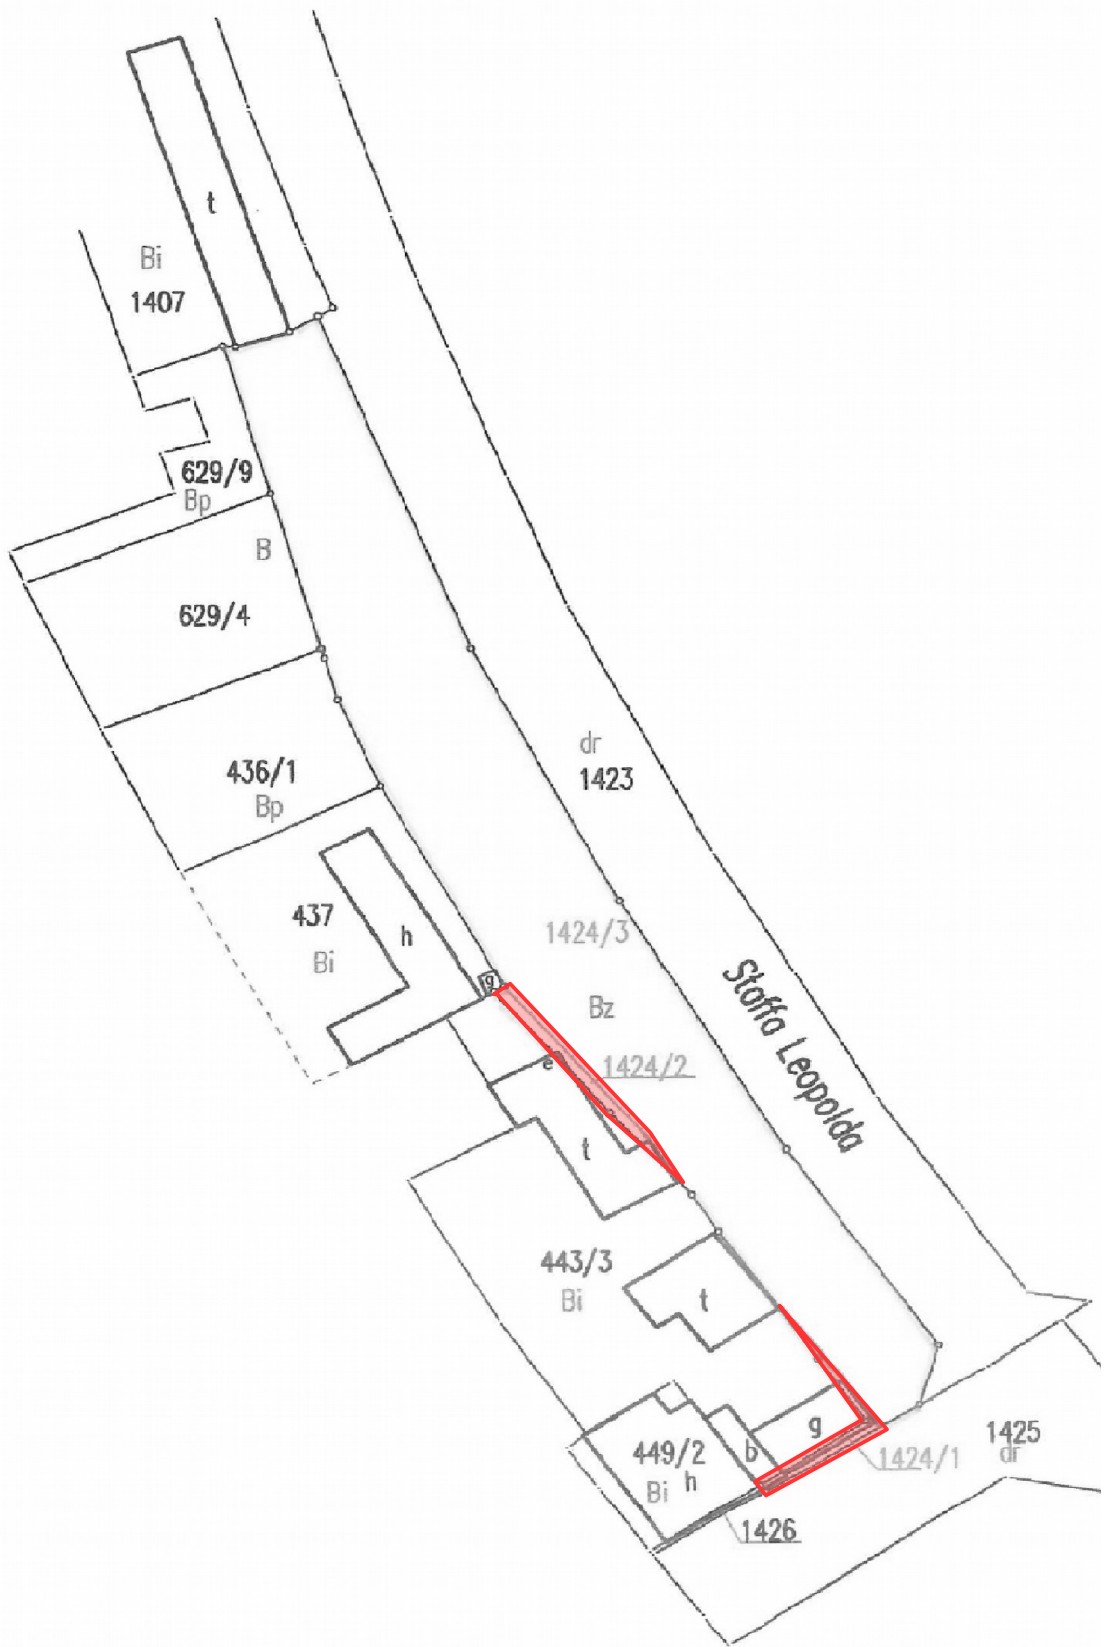 t
Bi
1407
629/9
Bp
B
629/4
dr
1423
436/1
Bp
437
Bi
h
1424/3
g
Bz
Staffa Leopolda
e
1424/2
t
443/3
Bi
t
g
1425
dr
449/2
b
1424/1
Bi
h
1426